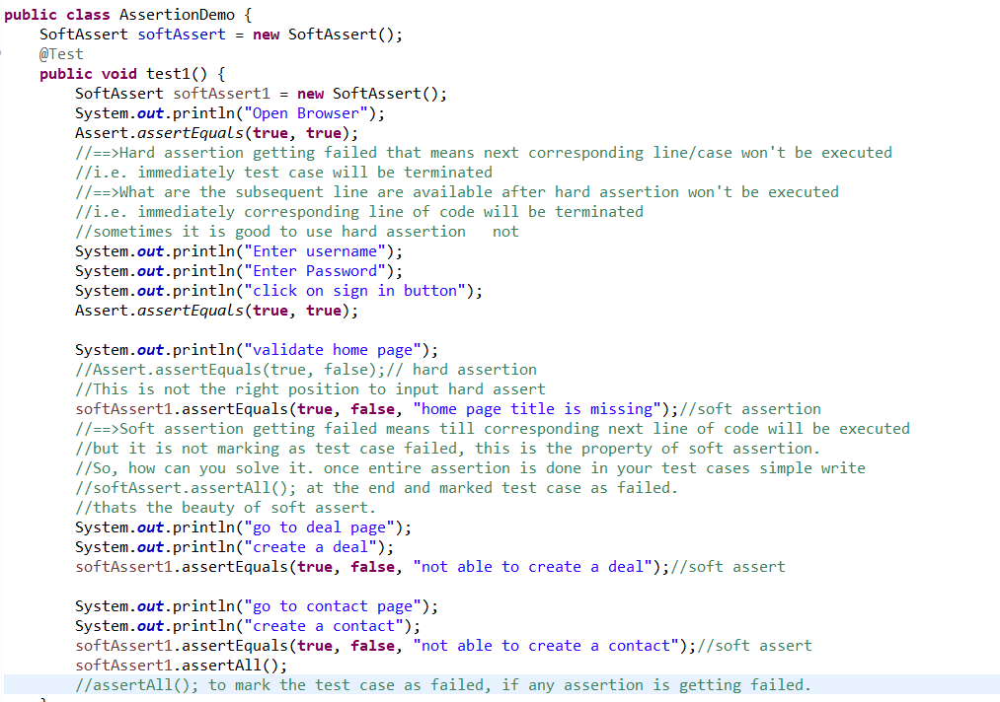 public class AssertionDemo {
SoftAssert softAssert = new SoftAssert();
@Test
public void test1() {
SoftAssert softAssert1 = new SoftAssert();
System.out.println("Open Browser");
Assert.assertEquals(true, true);
//==>Hard assertion getting failed that means next corresponding line/case won't be executed
//i.e. immediately test case will be terminated
//==>What are the subsequent line are available after hard assertion won't be executed
//i.e. immediately corresponding line of code will be terminated
//sometimes it is good to use hard assertion   not
System.out.println("Enter username");
System.out.println("Enter Password");
System.out.println("click on sign in button");
Assert.assertEquals(true, true);
System.out.println("validate home page");
//Assert.assertEquals(true, false);// hard assertion
//This is not the right position to input hard assert
softAssert1.assertEquals(true, false, "home page title is missing");//soft assertion
//==>Soft assertion getting failed means till corresponding next line of code will be executed
//but it is not marking as test case failed, this is the property of soft assertion.
//So, how can you solve it. once entire assertion is done in your test cases simple write
//softAssert.assertAll(); at the end and marked test case as failed.
//thats the beauty of soft assert.
System.out.println("go to deal page");
System.out.println("create a deal");
softAssert1.assertEquals(true, false, "not able to create a deal");//soft assert
System.out.println("go to contact page");
System.out.println("create a contact");
softAssert1.assertEquals(true, false, "not able to create a contact");//soft assert
softAssert1.assertAll();
//assertAll(); to mark the test case as failed, if any assertion is getting failed.